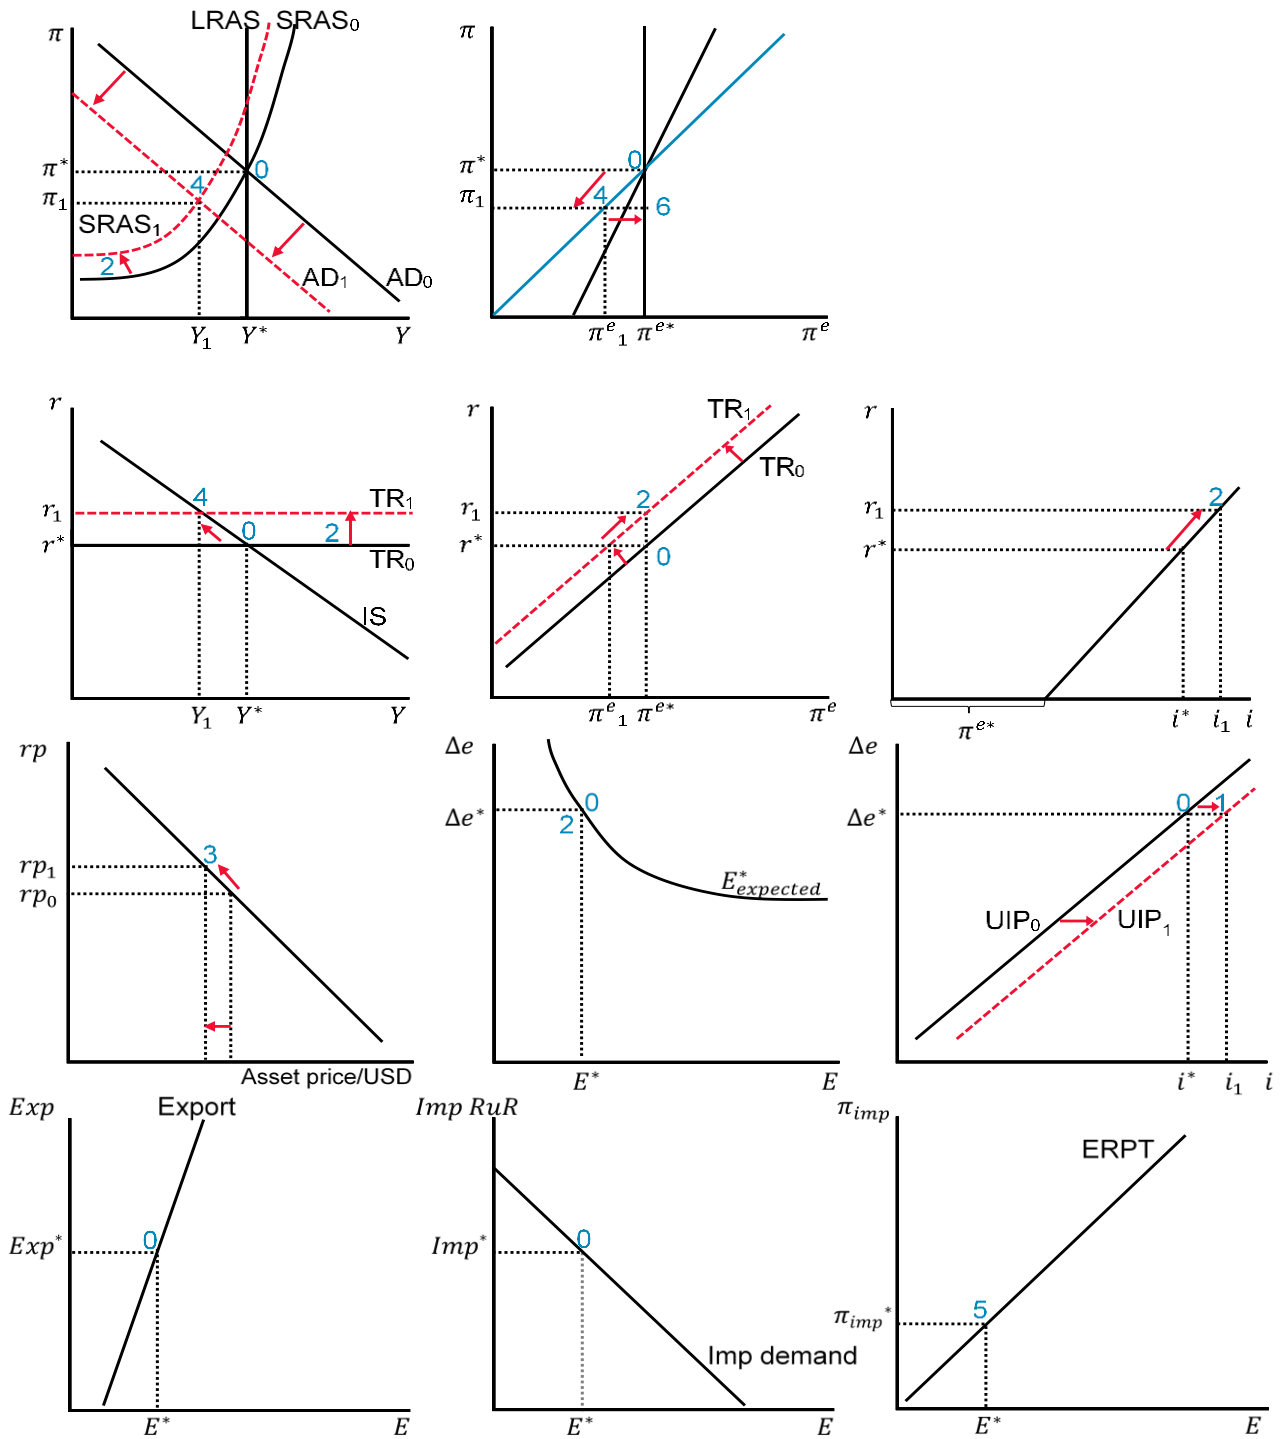 π LRAS SRAS₀
π* 0
4
π₁
SRAS₁
2
AD₁ AD₀
Y₁ Y* Y
π
π* 0
π₁ 4 6
πᵉ₁ πᵉ* πᵉ
r
4 TR₁
r₁
0 2
r*
TR₀
IS
Y₁ Y* Y
r TR₁
TR₀
r₁ 2
r* 0
πᵉ₁ πᵉ* πᵉ
r
r₁ 2
r*
πᵉ* i* i₁ i
rp
3
rp₁
rp₀
Asset price/USD
Δe
0
Δe* 2
E*expected
E* E
Δe
0 1
Δe*
UIP₀ UIP₁
i* i₁ i
Exp Export
0
Exp*
E* E
Imp RuR
0
Imp*
Imp demand
E* E
πimp
ERPT
5
πimp*
E* E